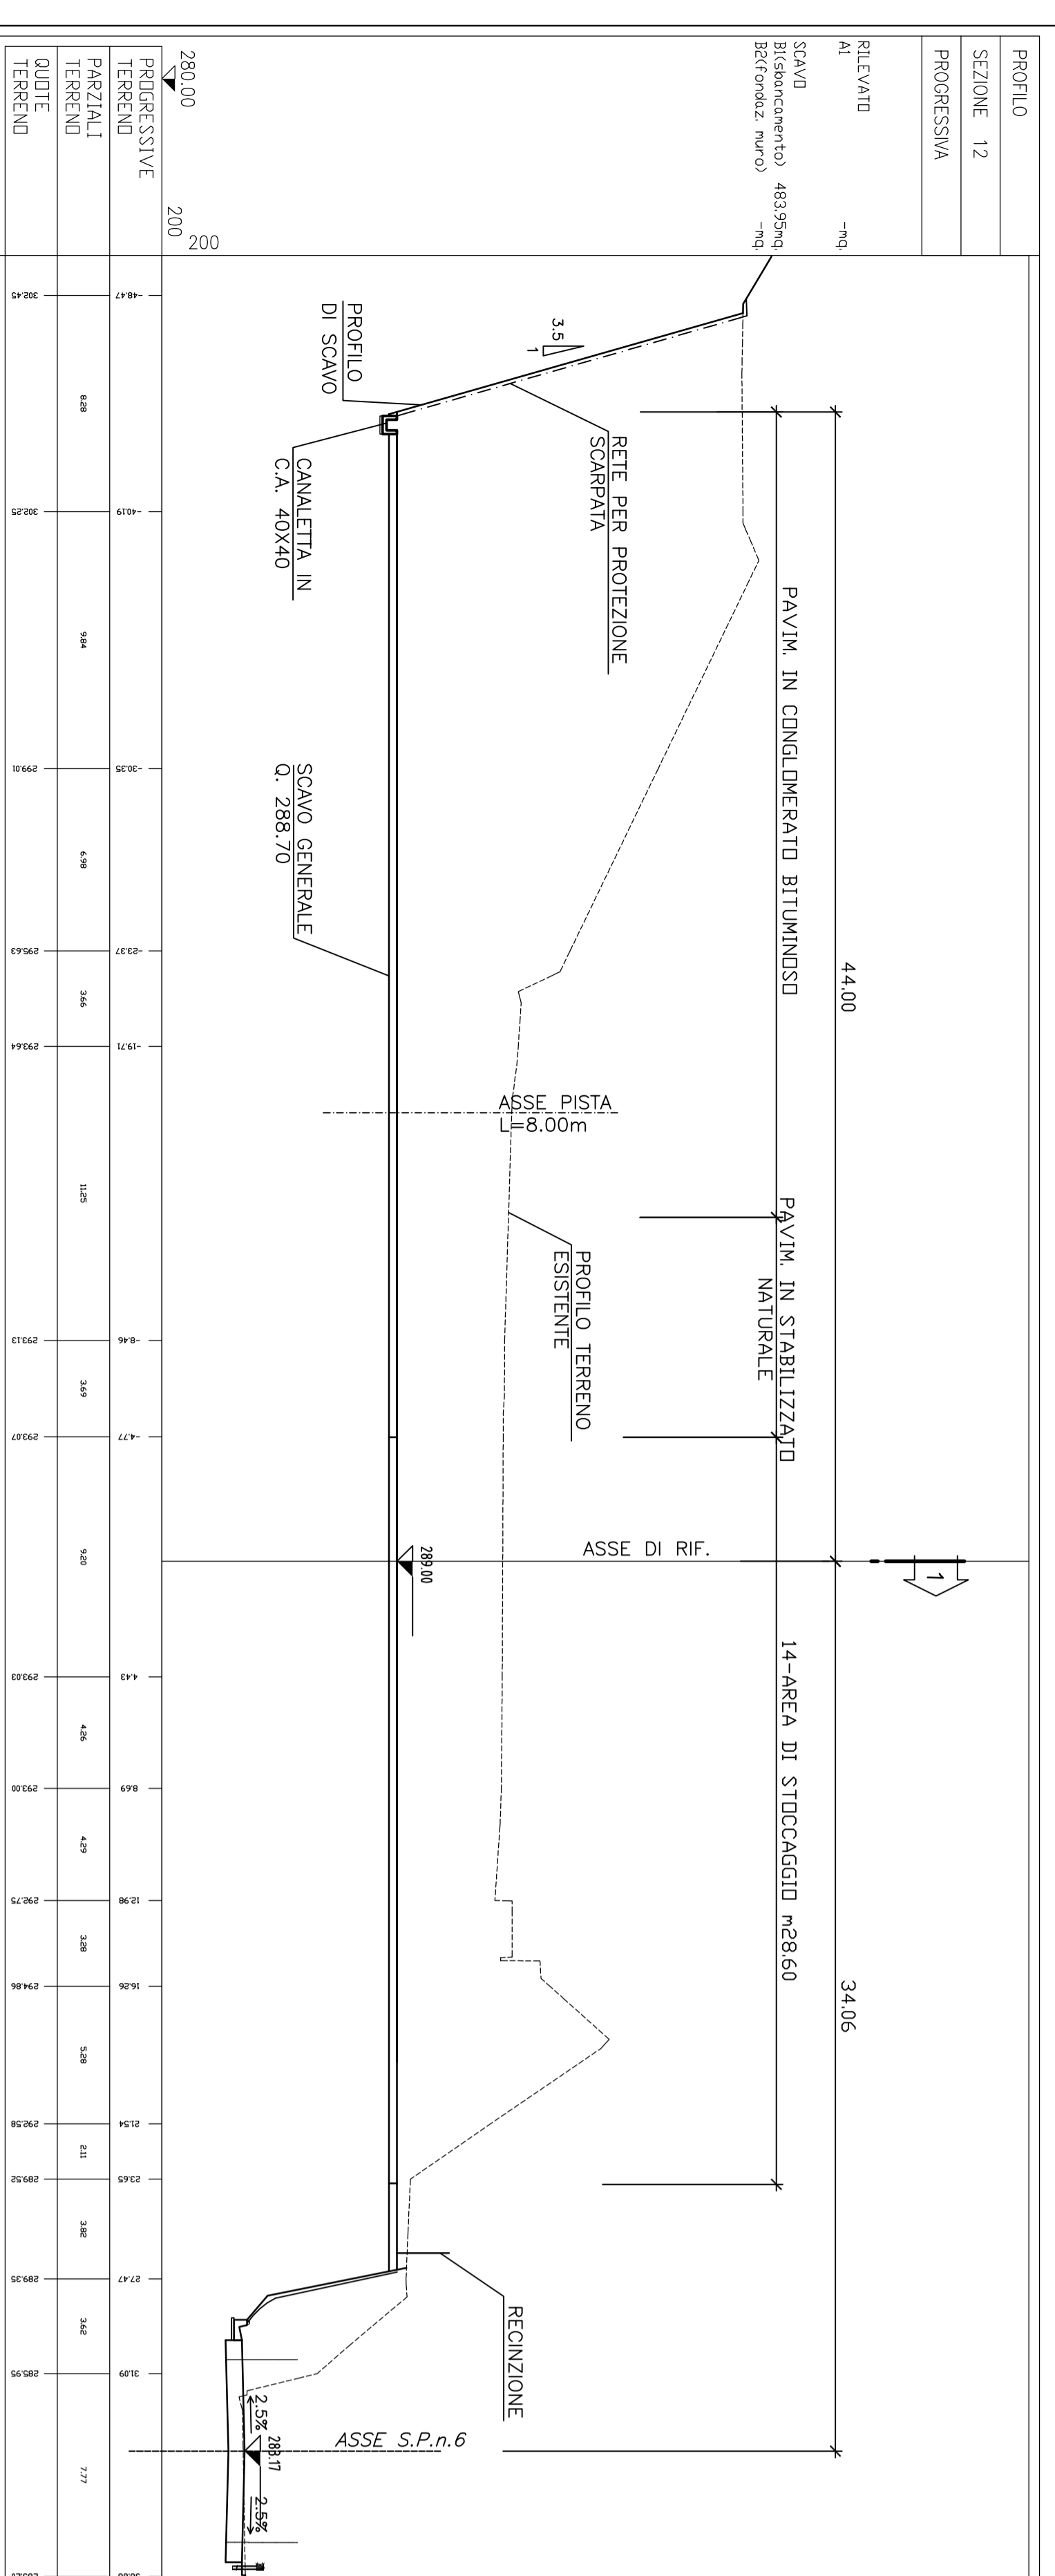 PROFILO
SEZIONE 12
PROGRESSIVA
RILEVATO
A1 -mq.
SCAVO
B1(sbancamento) 483.95mq.
B2(fondaz. muro) -mq.
1
44.00
34.06
PAVIM. IN CONGLOMERATO BITUMINOSO
PAVIM. IN STABILIZZATO
NATURALE
14-AREA DI STOCCAGGIO m28.60
ASSE DI RIF.
RETE PER PROTEZIONE
SCARPATA
3.5
1
ASSE PISTA
L=8.00m
PROFILO TERRENO
ESISTENTE
RECINZIONE
289.00
PROFILO
DI SCAVO
CANALETTA IN
C.A. 40X40
SCAVO GENERALE
Q. 288.70
ASSE S.P.n.6
2.5%
283.17
2.5%
200
200
280.00
PROGRESSIVE
TERRENO
-48.47 -40.19 -30.35 -23.37 -19.71 -8.46 -4.77 4.43 8.69 12.98 16.26 21.54 23.65 27.47 31.09
PARZIALI
TERRENO
8.28 9.84 6.98 3.66 11.25 3.69 9.20 4.26 4.29 3.28 5.28 2.11 3.82 3.62 7.77
QUOTE
TERRENO
302.45 302.25 299.01 295.63 293.64 293.13 293.07 293.03 293.00 292.75 294.86 292.58 289.52 289.35 285.95